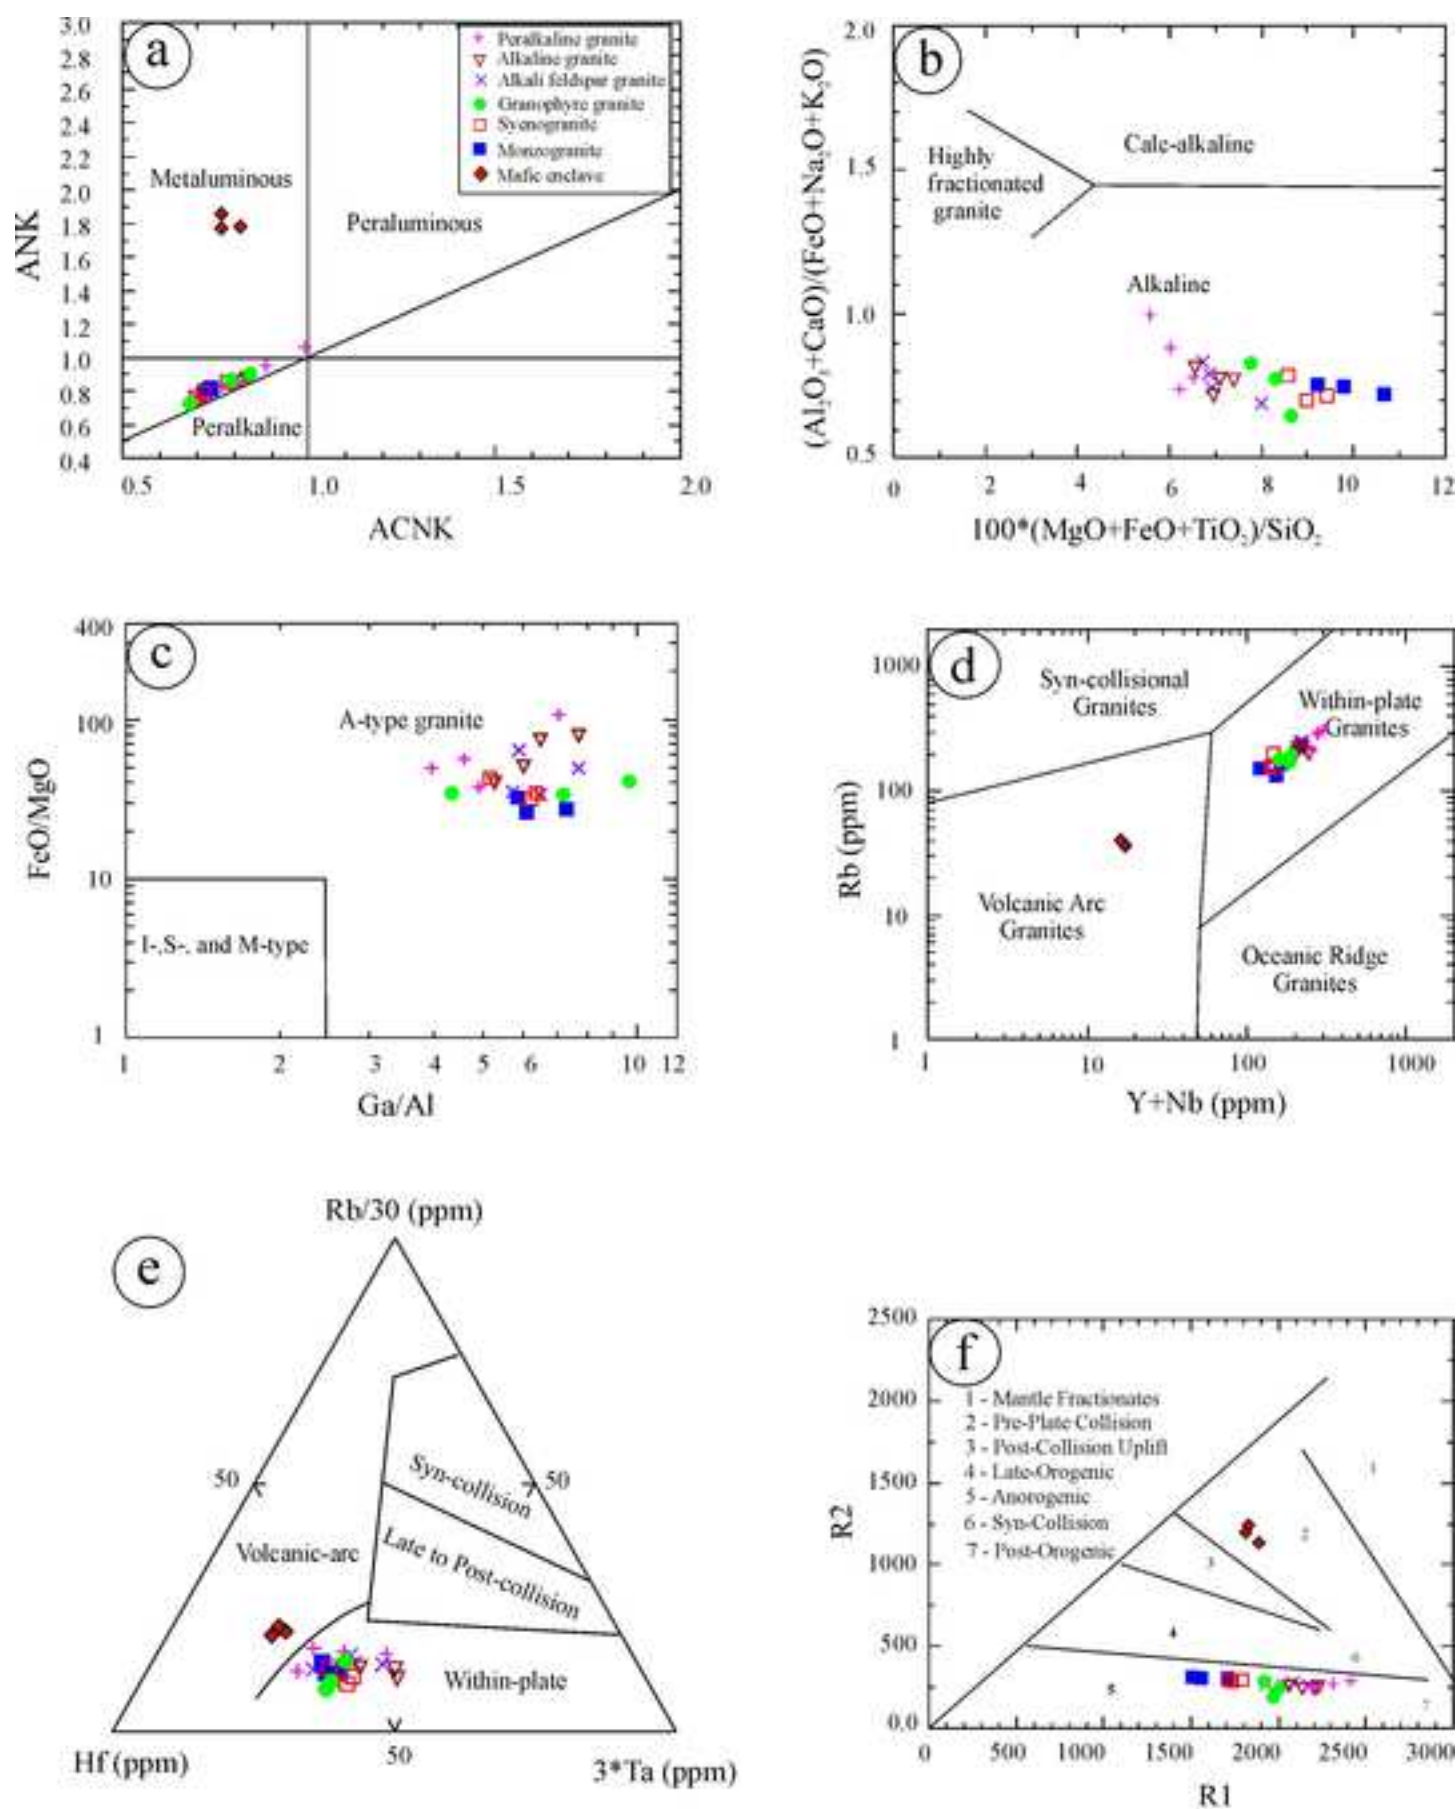 a
3.0
2.8
2.6
2.4
2.2
2.0
1.8
1.6
1.4
1.2
1.0
0.8
0.6
0.4
ANK
Peralkaline granite
Alkaline granite
Alkali feldspar granite
Granophyre granite
Syenogranite
Monzogranite
Mafic enclave
Metaluminous
Peraluminous
Peralkaline
0.5 1.0 1.5 2.0
ACNK
b
2.0
1.5
1.0
0.5
(Al₂O₃+CaO)/(FeO+Na₂O+K₂O)
Calc-alkaline
Highly
fractionated
granite
Alkaline
0 2 4 6 8 10 12
100*(MgO+FeO+TiO₂)/SiO₂
c
400
100
10
1
FeO/MgO
A-type granite
I-,S-, and M-type
1 2 3 4 5 6 10 12
Ga/Al
d
1000
100
10
1
Rb (ppm)
Syn-collisional
Granites
Within-plate
Granites
Volcanic Arc
Granites
Oceanic Ridge
Granites
1 10 100 1000
Y+Nb (ppm)
e
Rb/30 (ppm)
50 50
Syn-collision
Volcanic-arc
Late to Post-collision
Within-plate
Hf (ppm) 50 3*Ta (ppm)
f
2500
2000
1500
1000
500
0.0
R2
1 - Mantle Fractionates
2 - Pre-Plate Collision
3 - Post-Collision Uplift
4 - Late-Orogenic
5 - Anorogenic
6 - Syn-Collision
7 - Post-Orogenic
1
2
3
4
6
5
7
0 500 1000 1500 2000 2500 3000
R1